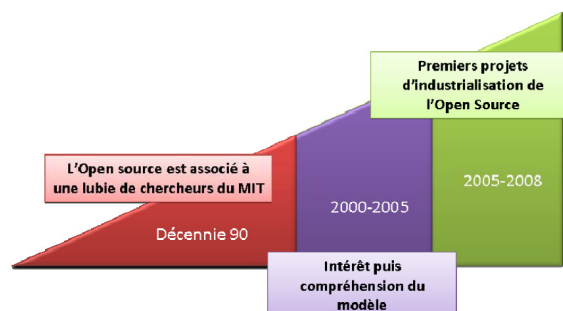 L'Open source est associé à
une lubie de chercheurs du MIT
Décennie 90
2000-2005
Intérêt puis
compréhension du
modèle
Premiers projets
d'industrialisation de
l'Open Source
2005-2008